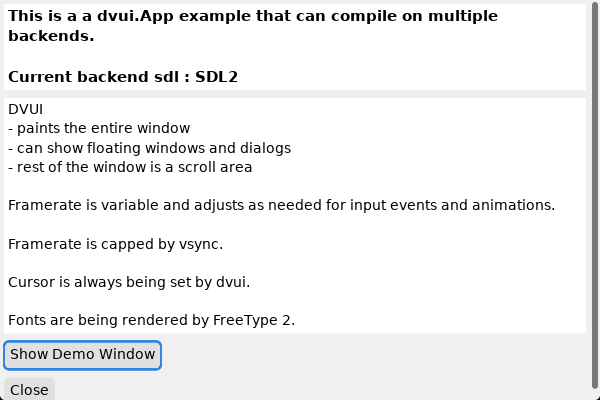 This is a a dvui.App example that can compile on multiple
backends.
Current backend sdl : SDL2
DVUI
- paints the entire window
- can show floating windows and dialogs
- rest of the window is a scroll area
Framerate is variable and adjusts as needed for input events and animations.
Framerate is capped by vsync.
Cursor is always being set by dvui.
Fonts are being rendered by FreeType 2.
Show Demo Window
Close